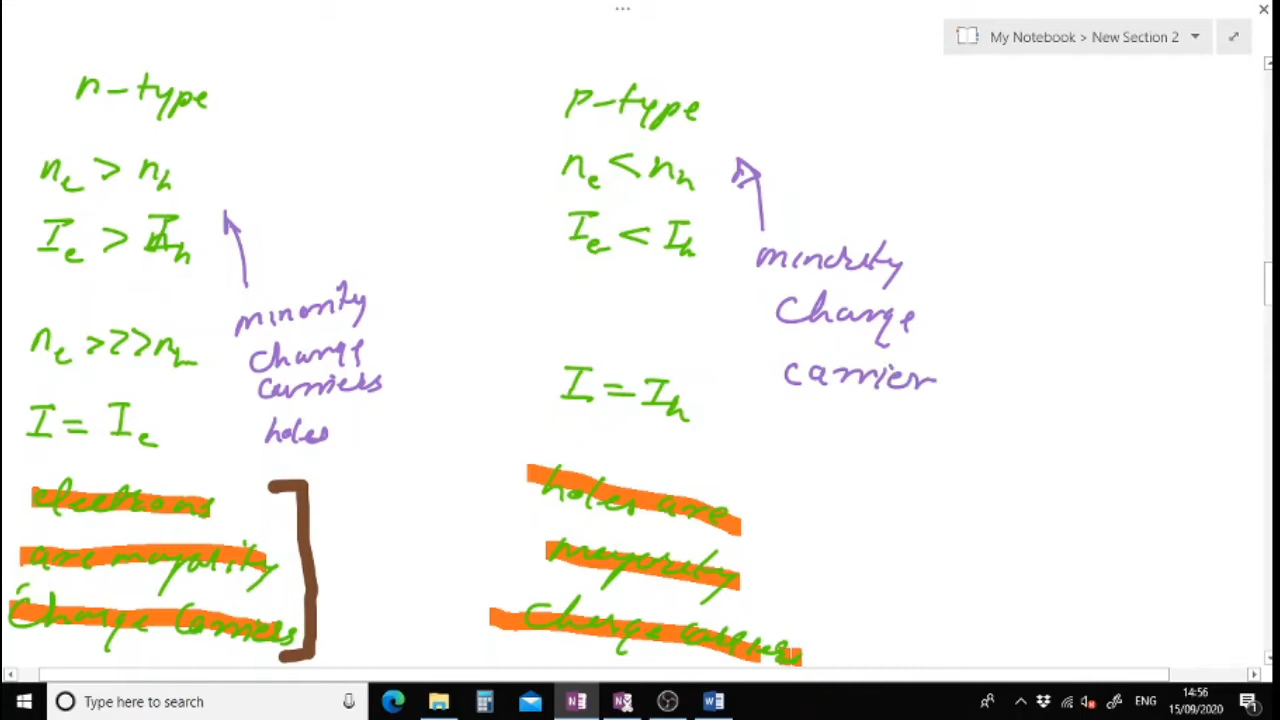 My Notebook > New Section 2
n-type
nₑ > nₕ
Iₑ > Iₕ
minority
charge
carriers
holes
nₑ >>>> nₕ
I = Iₑ
electrons
are majority
Charge Carriers
p-type
nₑ < nₕ
Iₑ < Iₕ
minority
Charge
carrier
I = Iₕ
holes are
majority
Charge carriers
Type here to search
ENG
14:56
15/09/2020
1